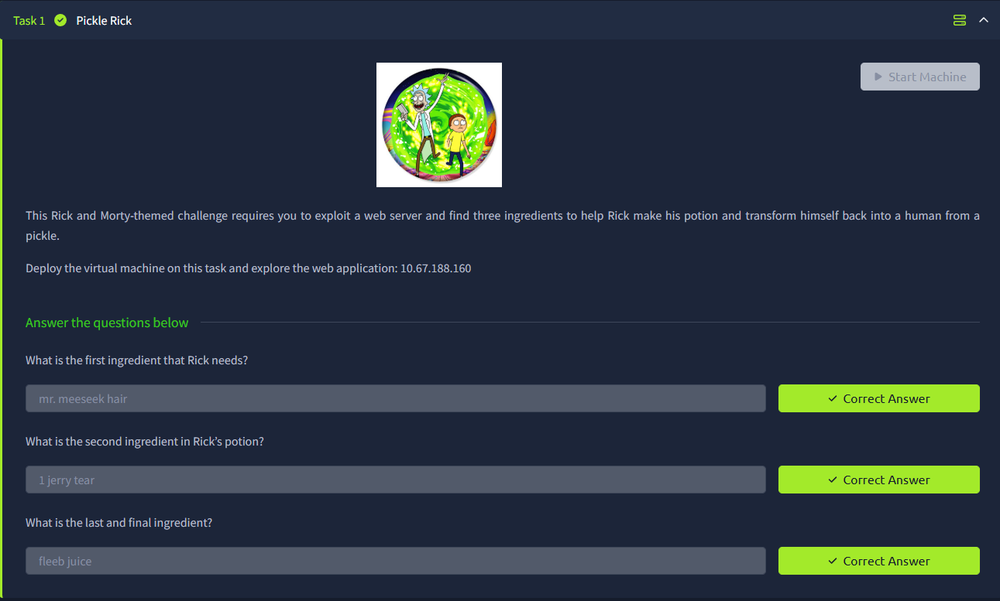 Task 1 Pickle Rick
Start Machine
This Rick and Morty-themed challenge requires you to exploit a web server and find three ingredients to help Rick make his potion and transform himself back into a human from a
pickle.
Deploy the virtual machine on this task and explore the web application: 10.67.188.160
Answer the questions below
What is the first ingredient that Rick needs?
mr. meeseek hair
Correct Answer
What is the second ingredient in Rick’s potion?
1 jerry tear
Correct Answer
What is the last and final ingredient?
fleeb juice
Correct Answer